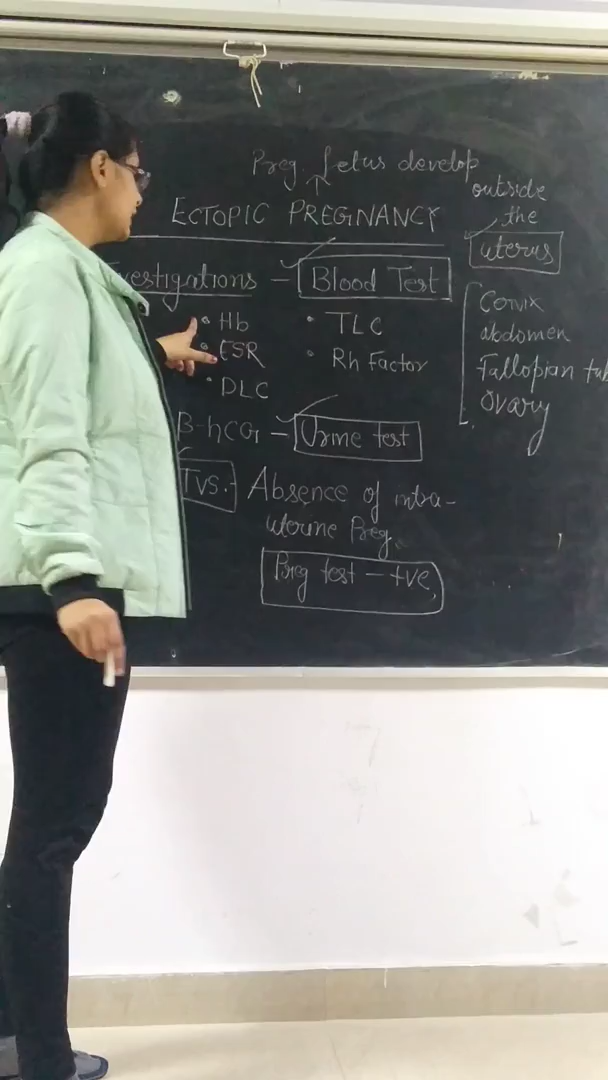 Preg. fetus develop
outside
the
uterus
ECTOPIC PREGNANCY
vestigations - Blood Test
• Hb • TLC
• ESR • Rh Factor
• DLC
Cervix
abdomen
Fallopian tu
Ovary
β-hCG - Urine test
TVS. - Absence of intra-
uterine Preg.
Preg test - +ve